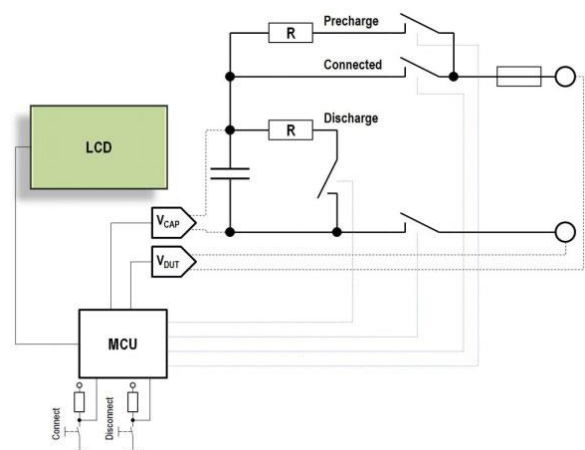 Precharge
R
Connected
Discharge
R
LCD
VCAP
VDUT
MCU
Connect
Disconnect